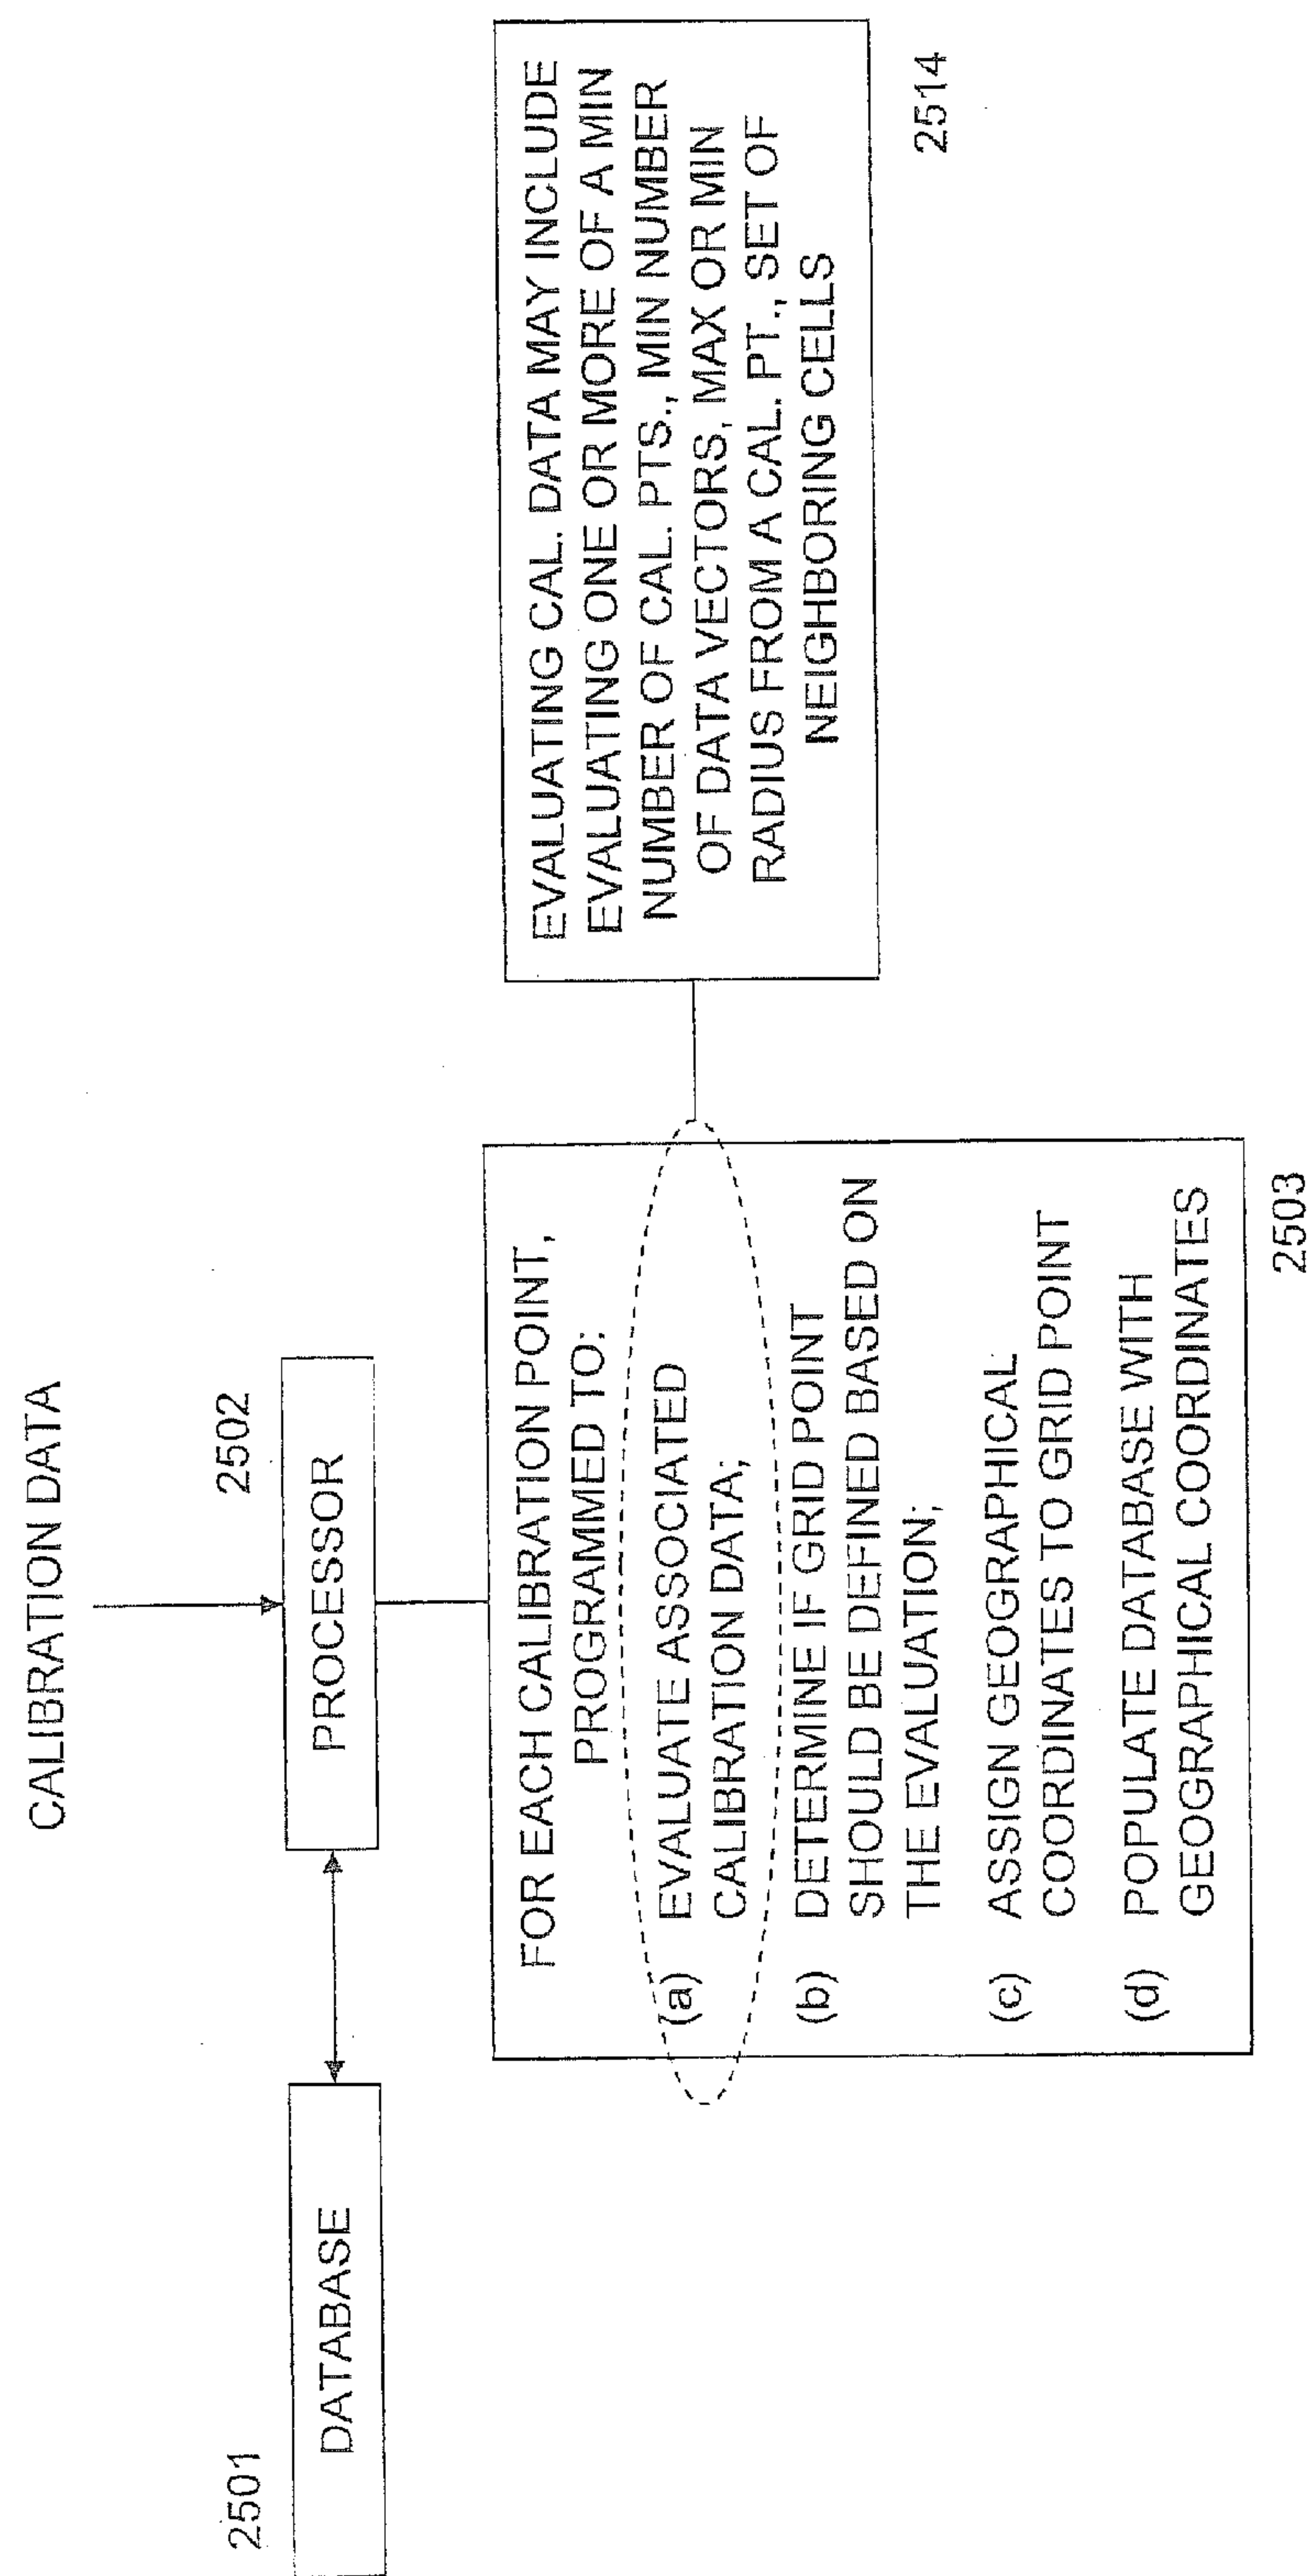 CALIBRATION DATA
2501
2502
DATABASE
PROCESSOR
FOR EACH CALIBRATION POINT,
PROGRAMMED TO:
(a) EVALUATE ASSOCIATED
CALIBRATION DATA;
(b) DETERMINE IF GRID POINT
SHOULD BE DEFINED BASED ON
THE EVALUATION;
(c) ASSIGN GEOGRAPHICAL
COORDINATES TO GRID POINT
(d) POPULATE DATABASE WITH
GEOGRAPHICAL COORDINATES
2503
EVALUATING CAL. DATA MAY INCLUDE
EVALUATING ONE OR MORE OF A MIN
NUMBER OF CAL. PTS., MIN NUMBER
OF DATA VECTORS, MAX OR MIN
RADIUS FROM A CAL. PT., SET OF
NEIGHBORING CELLS
2514